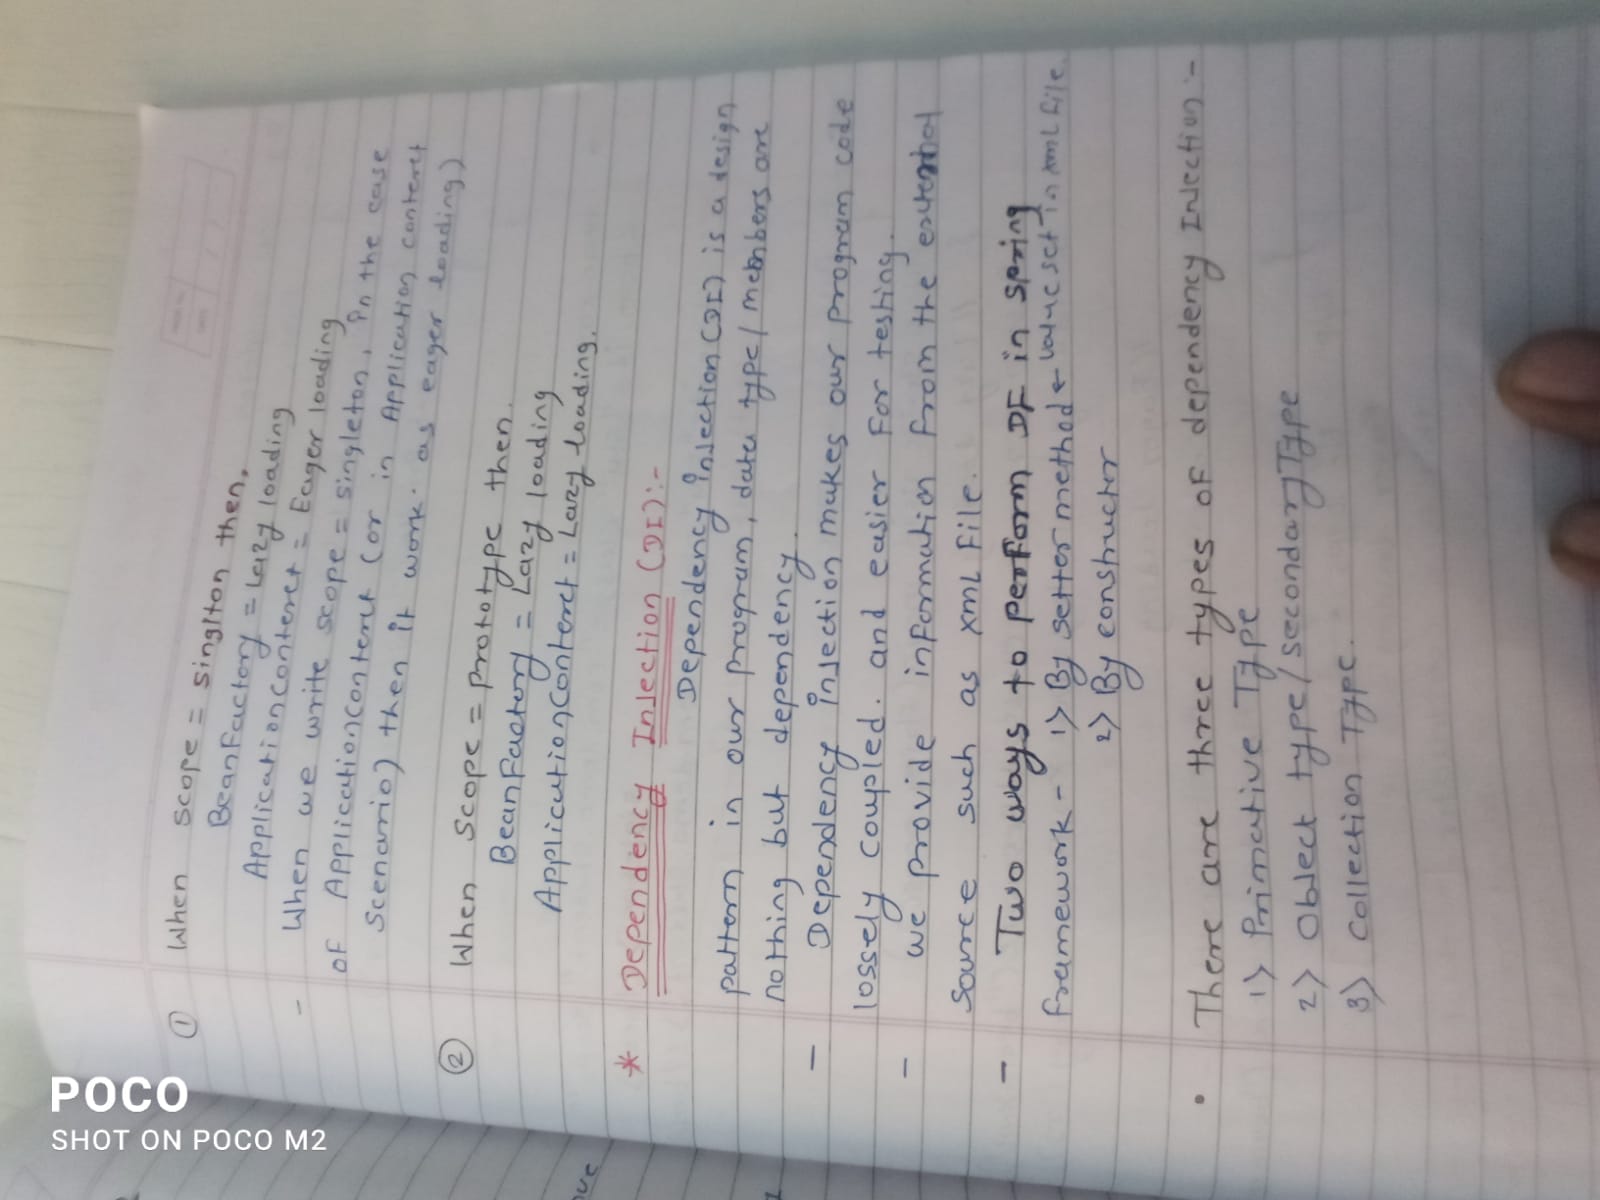 ① When scope = singlton then.
BeanFactory = Lazy loading
ApplicationContext = Eager loading
- When we write scope = singleton, in the case
of ApplicationContext (or in Application context
Scenario) then it work. as eager loading)
② When scope = prototype then.
BeanFactory = Lazy loading
ApplicationContext = Lazy loading.
* Dependency Injection (DI):-
Dependency injection (DI) is a design
pattern in our program, data type/members are
nothing but dependency.
- Dependency injection makes our program code
lossely coupled. and easier for testing.
- we provide information from the external
source such as xml file.
- Two ways to perform DF in spring
framework - 1) By setter method ← value set in xml file.
2) By constructor
• There are three types of dependency Injection :-
1) Primative Type
2) Object type/secondary Type
3) Collection Type.
POCO
SHOT ON POCO M2